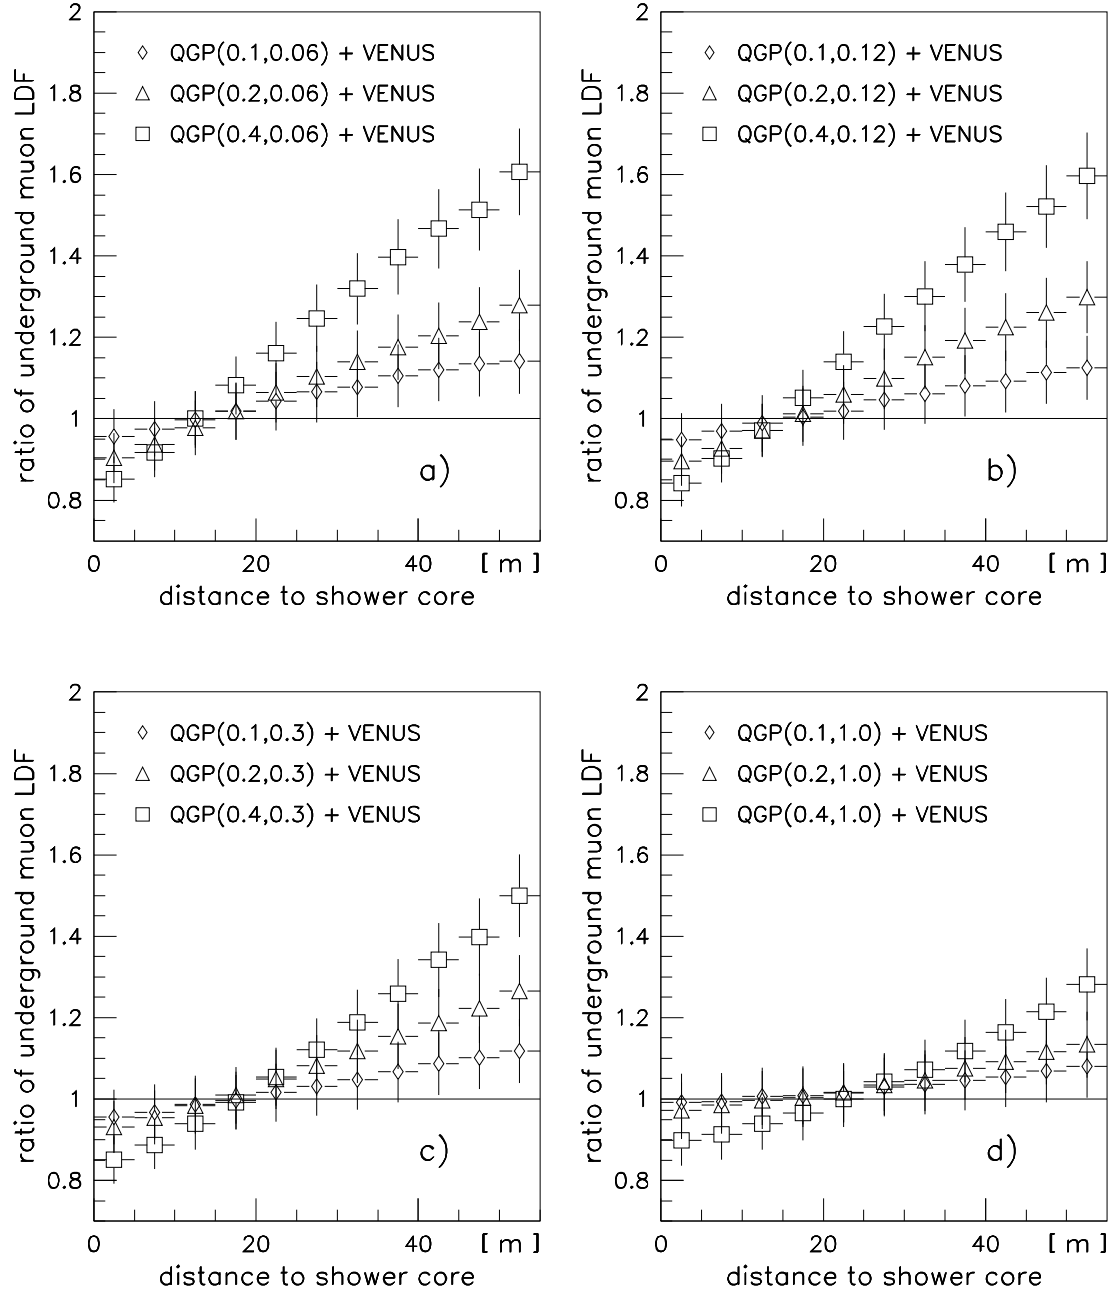 ratio of underground muon LDF
2
1.8
1.6
1.4
1.2
1
0.8
QGP(0.1,0.06) + VENUS
QGP(0.2,0.06) + VENUS
QGP(0.4,0.06) + VENUS
a)
0 20 40 [ m ]
distance to shower core
ratio of underground muon LDF
2
1.8
1.6
1.4
1.2
1
0.8
QGP(0.1,0.12) + VENUS
QGP(0.2,0.12) + VENUS
QGP(0.4,0.12) + VENUS
b)
0 20 40 [ m ]
distance to shower core
ratio of underground muon LDF
2
1.8
1.6
1.4
1.2
1
0.8
QGP(0.1,0.3) + VENUS
QGP(0.2,0.3) + VENUS
QGP(0.4,0.3) + VENUS
c)
0 20 40 [ m ]
distance to shower core
ratio of underground muon LDF
2
1.8
1.6
1.4
1.2
1
0.8
QGP(0.1,1.0) + VENUS
QGP(0.2,1.0) + VENUS
QGP(0.4,1.0) + VENUS
d)
0 20 40 [ m ]
distance to shower core